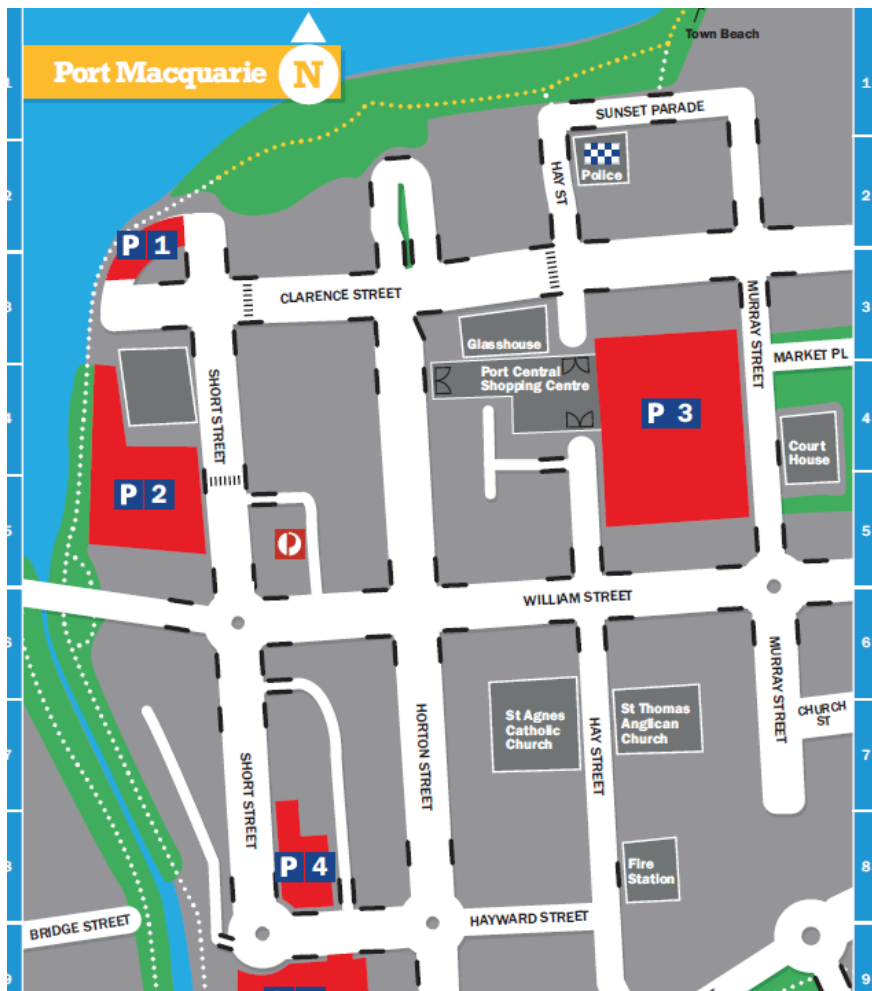 Town Beach
Port Macquarie N
1
1
SUNSET PARADE
HAY ST
Police
2
2
P 1
CLARENCE STREET
3
3
MURRAY STREET
Glasshouse
MARKET PL
Port Central
Shopping Centre
SHORT STREET
P 3
4
4
Court
House
P 2
5
5
WILLIAM STREET
6
6
MURRAY STREET
HORTON STREET
St Agnes
Catholic
Church
HAY STREET
St Thomas
Anglican
Church
CHURCH
ST
7
7
SHORT STREET
P 4
Fire
Station
8
8
BRIDGE STREET
HAYWARD STREET
9
9